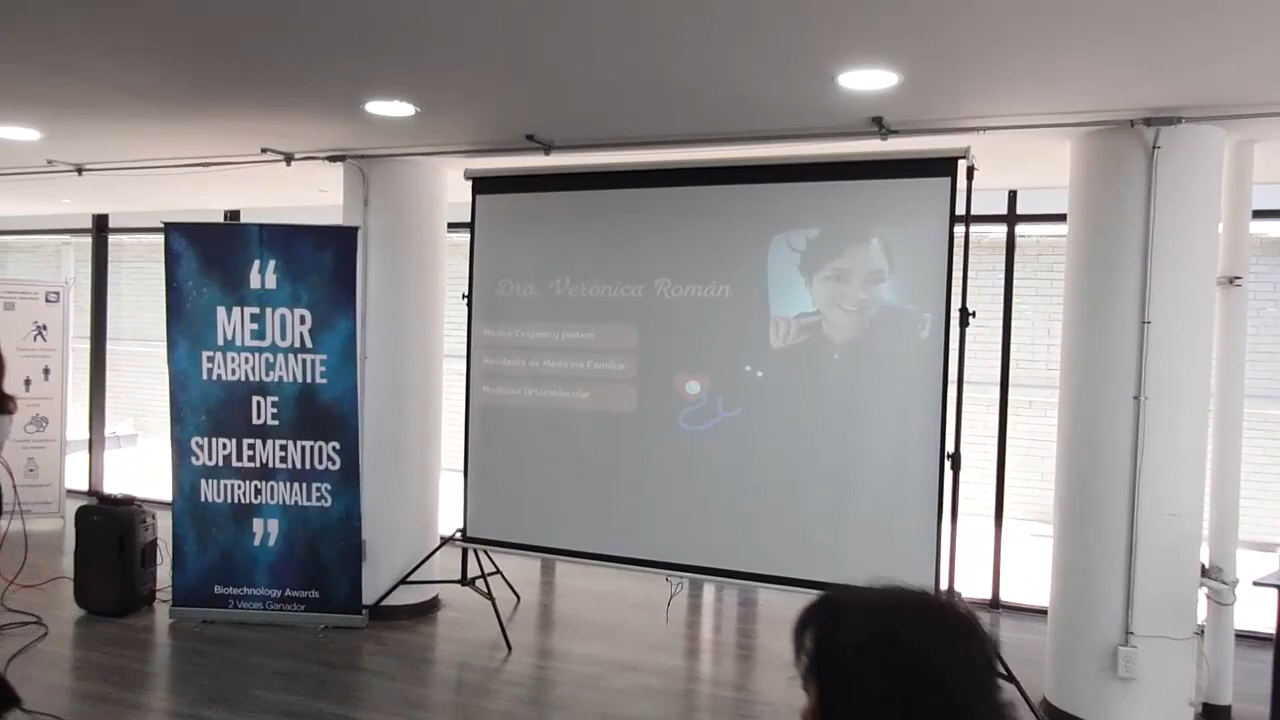 “
MEJOR
FABRICANTE
DE
SUPLEMENTOS
NUTRICIONALES
”
Biotechnology Awards
2 Veces Ganador
Dra. Verónica Román
Médico Cirujano y partero
Residente de Medicina Familiar
Medicina Ortomolecular